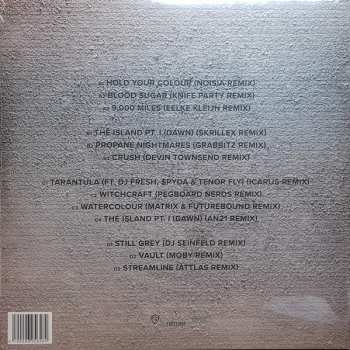 HOLD YOUR COLOUR (NOISIA REMIX)
BLOOD SUGAR (KNIFE PARTY REMIX)
9,000 MILES (EELKE KLEIJN REMIX)
THE ISLAND PT. I (DAWN) (SKRILLEX REMIX)
PROPANE NIGHTMARES (GRABBITZ REMIX)
CRUSH (DEVIN TOWNSEND REMIX)
TARANTULA (FT. DJ FRESH, $PYDA & TENOR FLY) (ICARUS REMIX)
WITCHCRAFT (PEGBOARD NERDS REMIX)
WATERCOLOUR (MATRIX & FUTUREBOUND REMIX)
THE ISLAND PT. I (DAWN) (AN21 REMIX)
STILL GREY (DJ SEINFELD REMIX)
VAULT (MOBY REMIX)
STREAMLINE (ATTLAS REMIX)